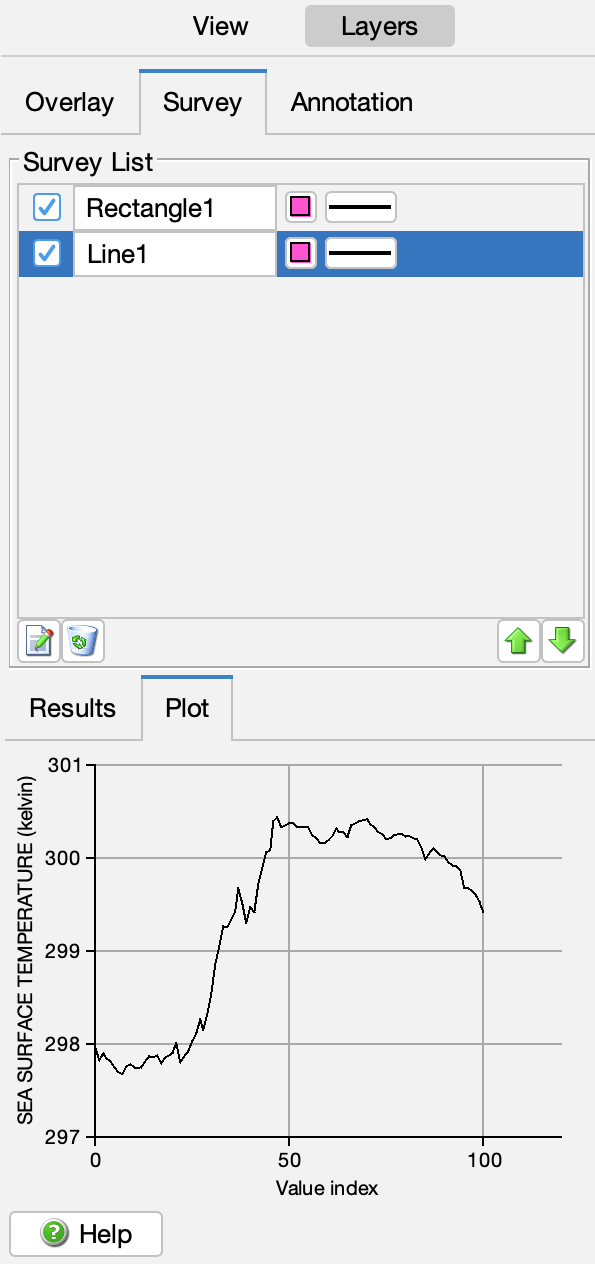 View Layers
Overlay Survey Annotation
Survey List
Rectangle1
Line1
Results Plot
SEA SURFACE TEMPERATURE (kelvin)
301
300
299
298
297
0 50 100
Value index
Help